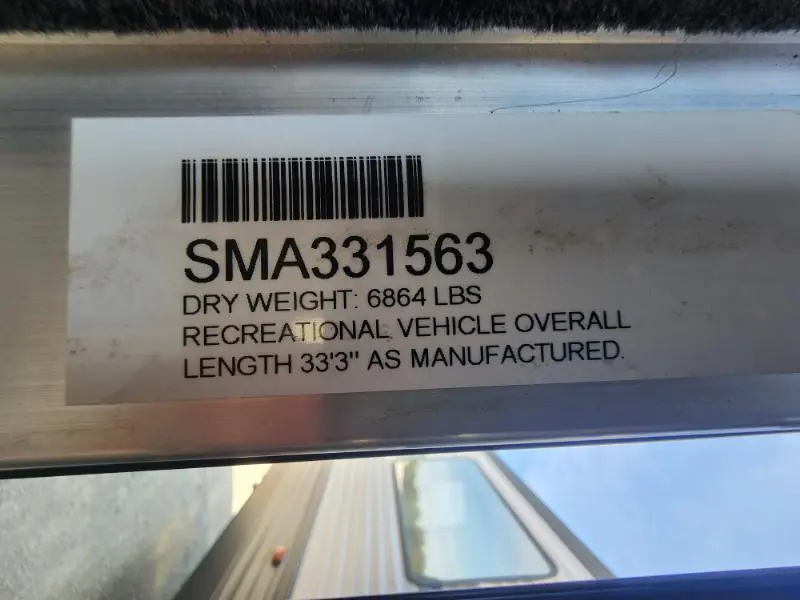 SMA331563
DRY WEIGHT: 6864 LBS
RECREATIONAL VEHICLE OVERALL
LENGTH 33'3" AS MANUFACTURED.